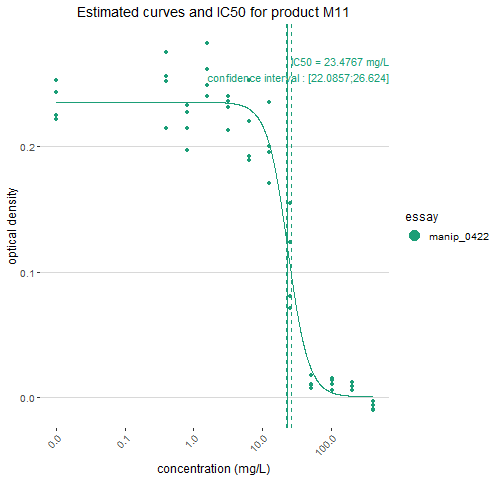 Estimated curves and IC50 for product M11
IC50 = 23.4767 mg/L
confidence interval : [22.0857;26.624]
0.2
0.1
0.0
optical density
0.0
0.1
1.0
10.0
100.0
concentration (mg/L)
essay
manip_0422